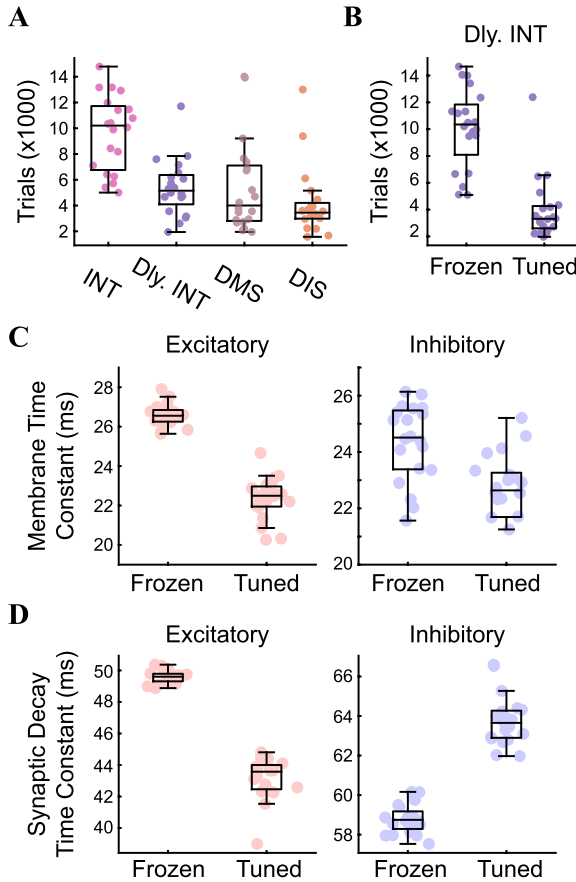 A
B
Dly. INT
Trials (x1000)
14
12
10
8
6
4
2
INT
Dly. INT
DMS
DIS
Trials (x1000)
14
12
10
8
6
4
2
Frozen
Tuned
C
Excitatory
Inhibitory
Membrane Time
Constant (ms)
28
26
24
22
20
Frozen
Tuned
26
24
22
20
Frozen
Tuned
D
Excitatory
Inhibitory
Synaptic Decay
Time Constant (ms)
50
48
46
44
42
40
Frozen
Tuned
66
64
62
60
58
Frozen
Tuned